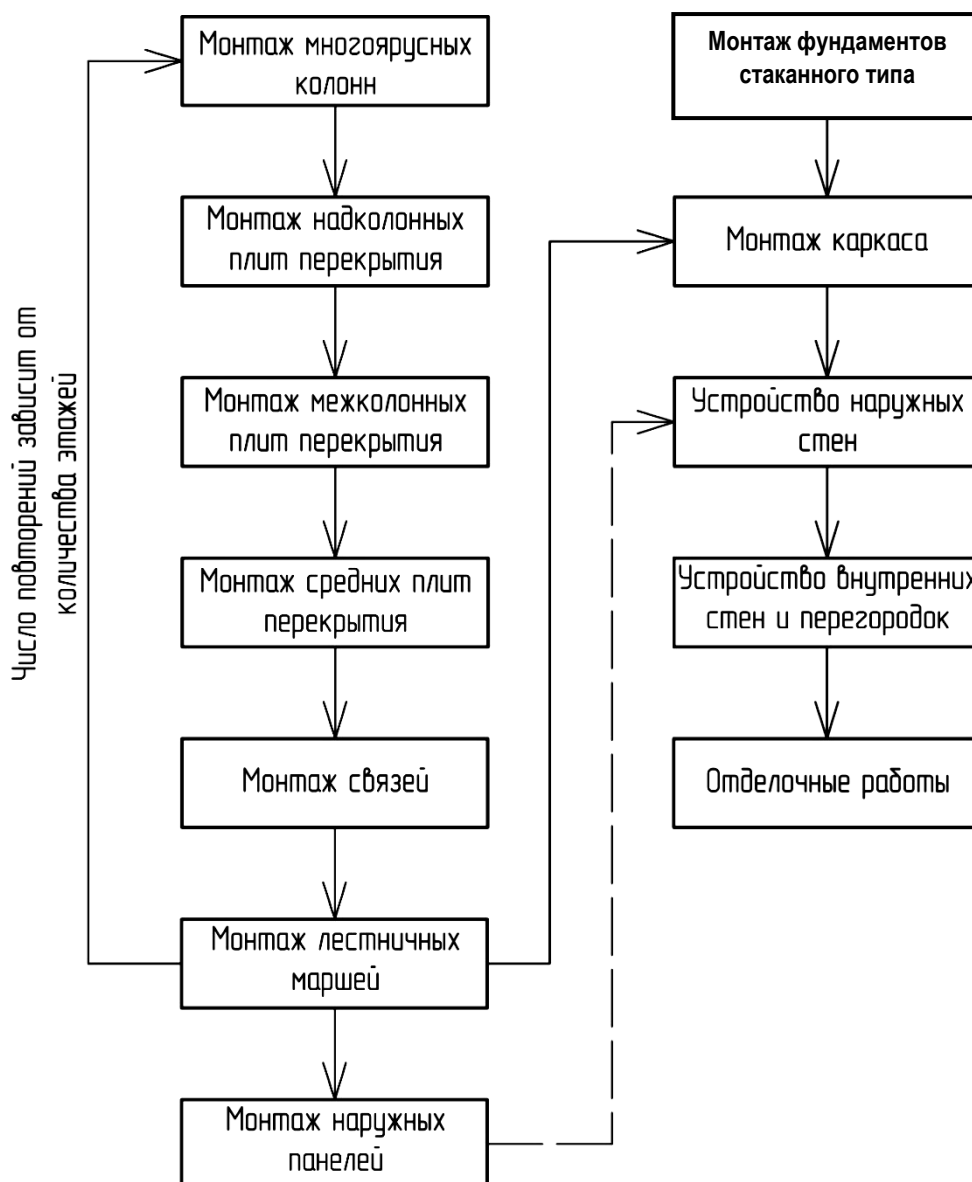 Число повторений зависит от
количества этажей
Монтаж многоярусных
колонн
Монтаж надколонных
плит перекрытия
Монтаж межколонных
плит перекрытия
Монтаж средних плит
перекрытия
Монтаж связей
Монтаж лестничных
маршей
Монтаж наружных
панелей
Монтаж фундаментов
стаканного типа
Монтаж каркаса
Устройство наружных
стен
Устройство внутренних
стен и перегородок
Отделочные работы